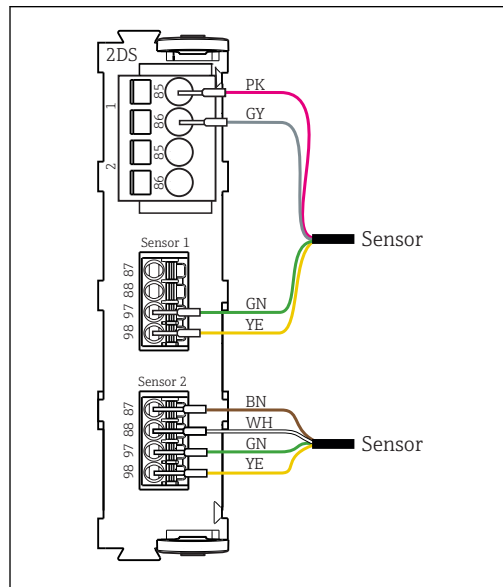 2DS
1
85
PK
86
GY
2
85
86
Sensor
Sensor 1
87
88
97
GN
98
YE
Sensor 2
87
BN
88
WH
97
GN
Sensor
98
YE